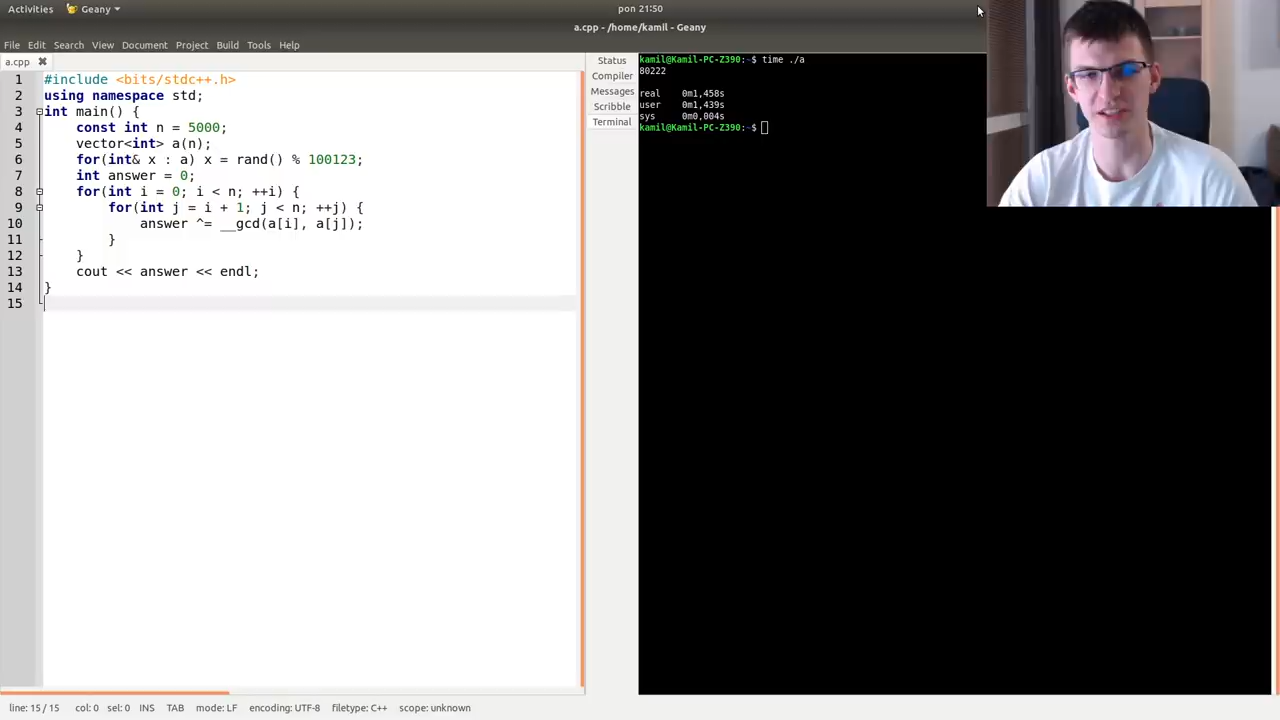 Activities Geany pon 21:50
a.cpp - /home/kamil - Geany
File Edit Search View Document Project Build Tools Help
a.cpp
1 #include <bits/stdc++.h>
2 using namespace std;
3 int main() {
4 const int n = 5000;
5 vector<int> a(n);
6 for(int& x : a) x = rand() % 100123;
7 int answer = 0;
8 for(int i = 0; i < n; ++i) {
9 for(int j = i + 1; j < n; ++j) {
10 answer ^= __gcd(a[i], a[j]);
11 }
12 }
13 cout << answer << endl;
14 }
15
Status
Compiler
Messages
Scribble
Terminal
kamil@Kamil-PC-Z390:~$ time ./a
80222
real 0m1,458s
user 0m1,439s
sys 0m0,004s
kamil@Kamil-PC-Z390:~$
line: 15 / 15 col: 0 sel: 0 INS TAB mode: LF encoding: UTF-8 filetype: C++ scope: unknown